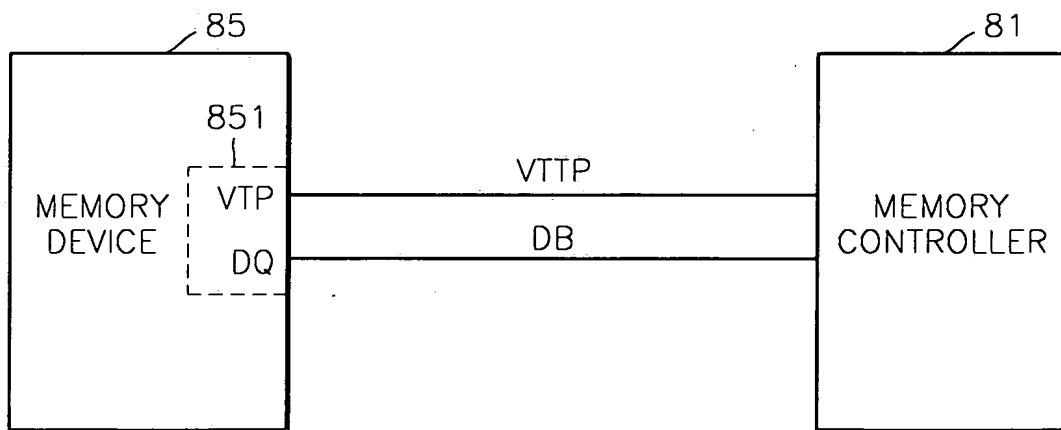 85
81
851
VTTP
VTP
MEMORY
DEVICE
DB
DQ
MEMORY
CONTROLLER